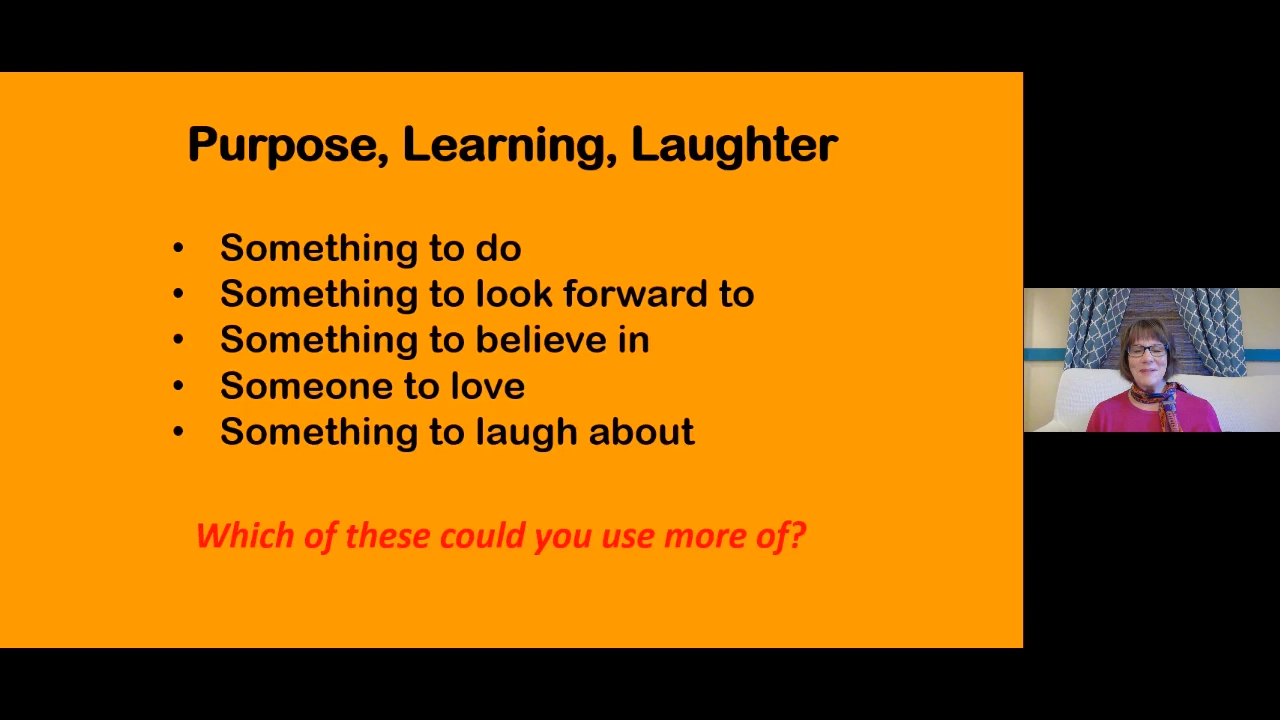 Purpose, Learning, Laughter
• Something to do
• Something to look forward to
• Something to believe in
• Someone to love
• Something to laugh about
Which of these could you use more of?